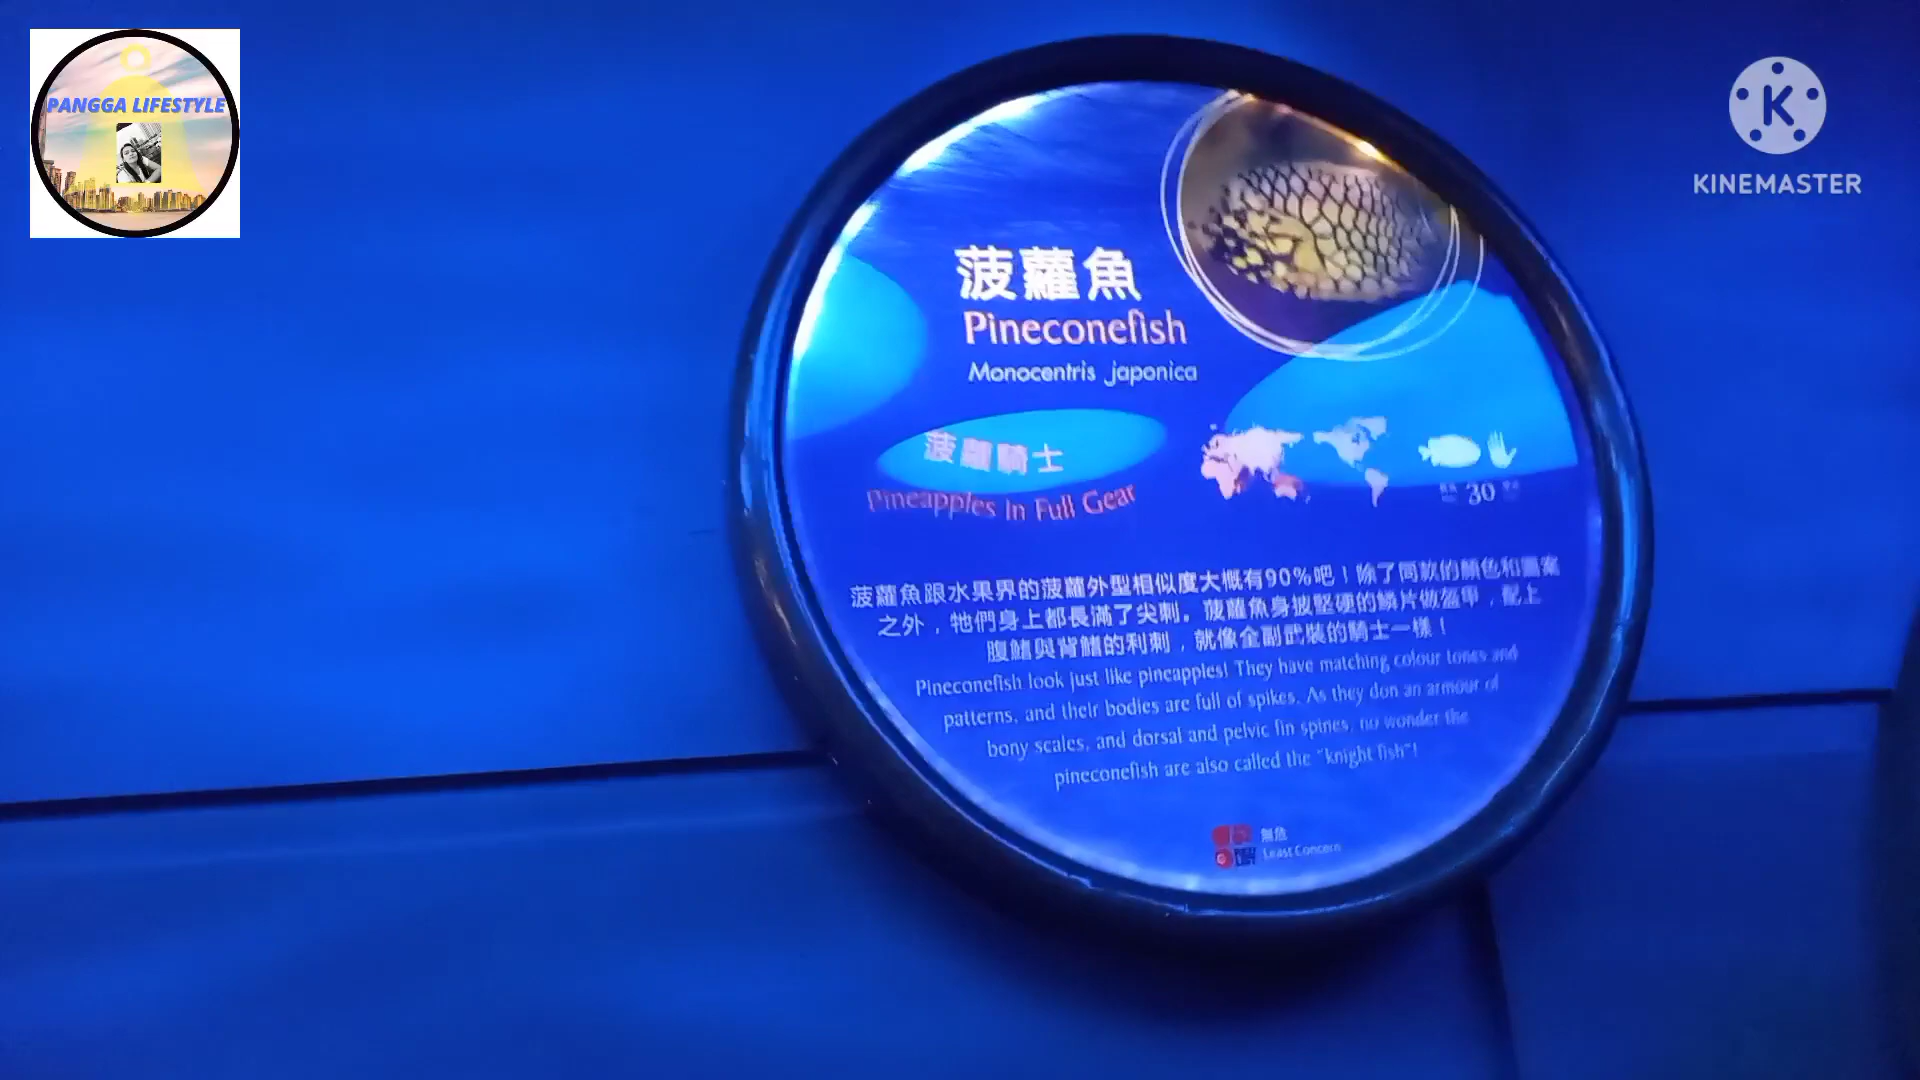 PANGGA LIFESTYLE
KINEMASTER
菠蘿魚
Pineconefish
Monocentris japonica
菠蘿騎士
Pineapples In Full Gear
30
菠蘿魚跟水果界的菠蘿外型相似度大概有90%吧！除了同款的顏色和圖案
之外，牠們身上都長滿了尖刺。菠蘿魚身披堅硬的鱗片做盔甲，配上
腹鰭與背鰭的利刺，就像全副武裝的騎士一樣！
Pineconefish look just like pineapples! They have matching colour tones and
patterns, and their bodies are full of spikes. As they don an armour of
bony scales, and dorsal and pelvic fin spines, no wonder the
pineconefish are also called the "knight fish"!
無危
Least Concern